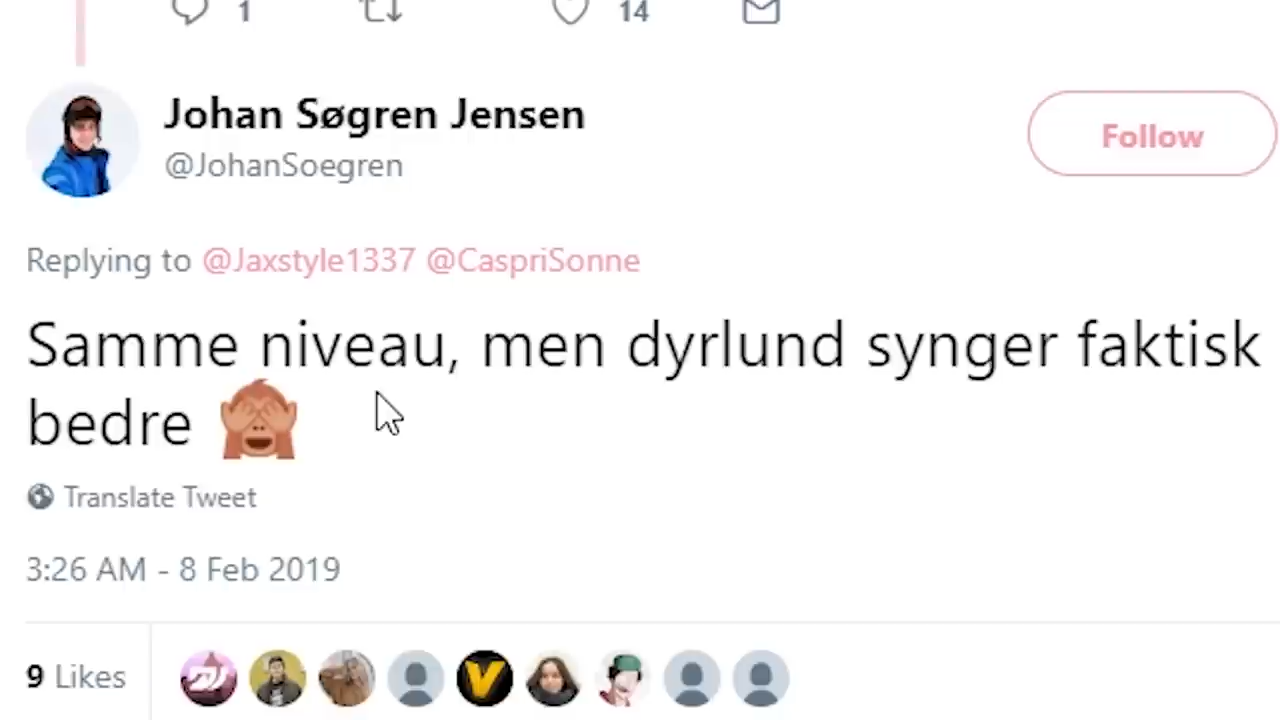 1 14
Johan Søgren Jensen
@JohanSoegren
Follow
Replying to @Jaxstyle1337 @CaspriSonne
Samme niveau, men dyrlund synger faktisk
bedre 🙈
Translate Tweet
3:26 AM - 8 Feb 2019
9 Likes
V